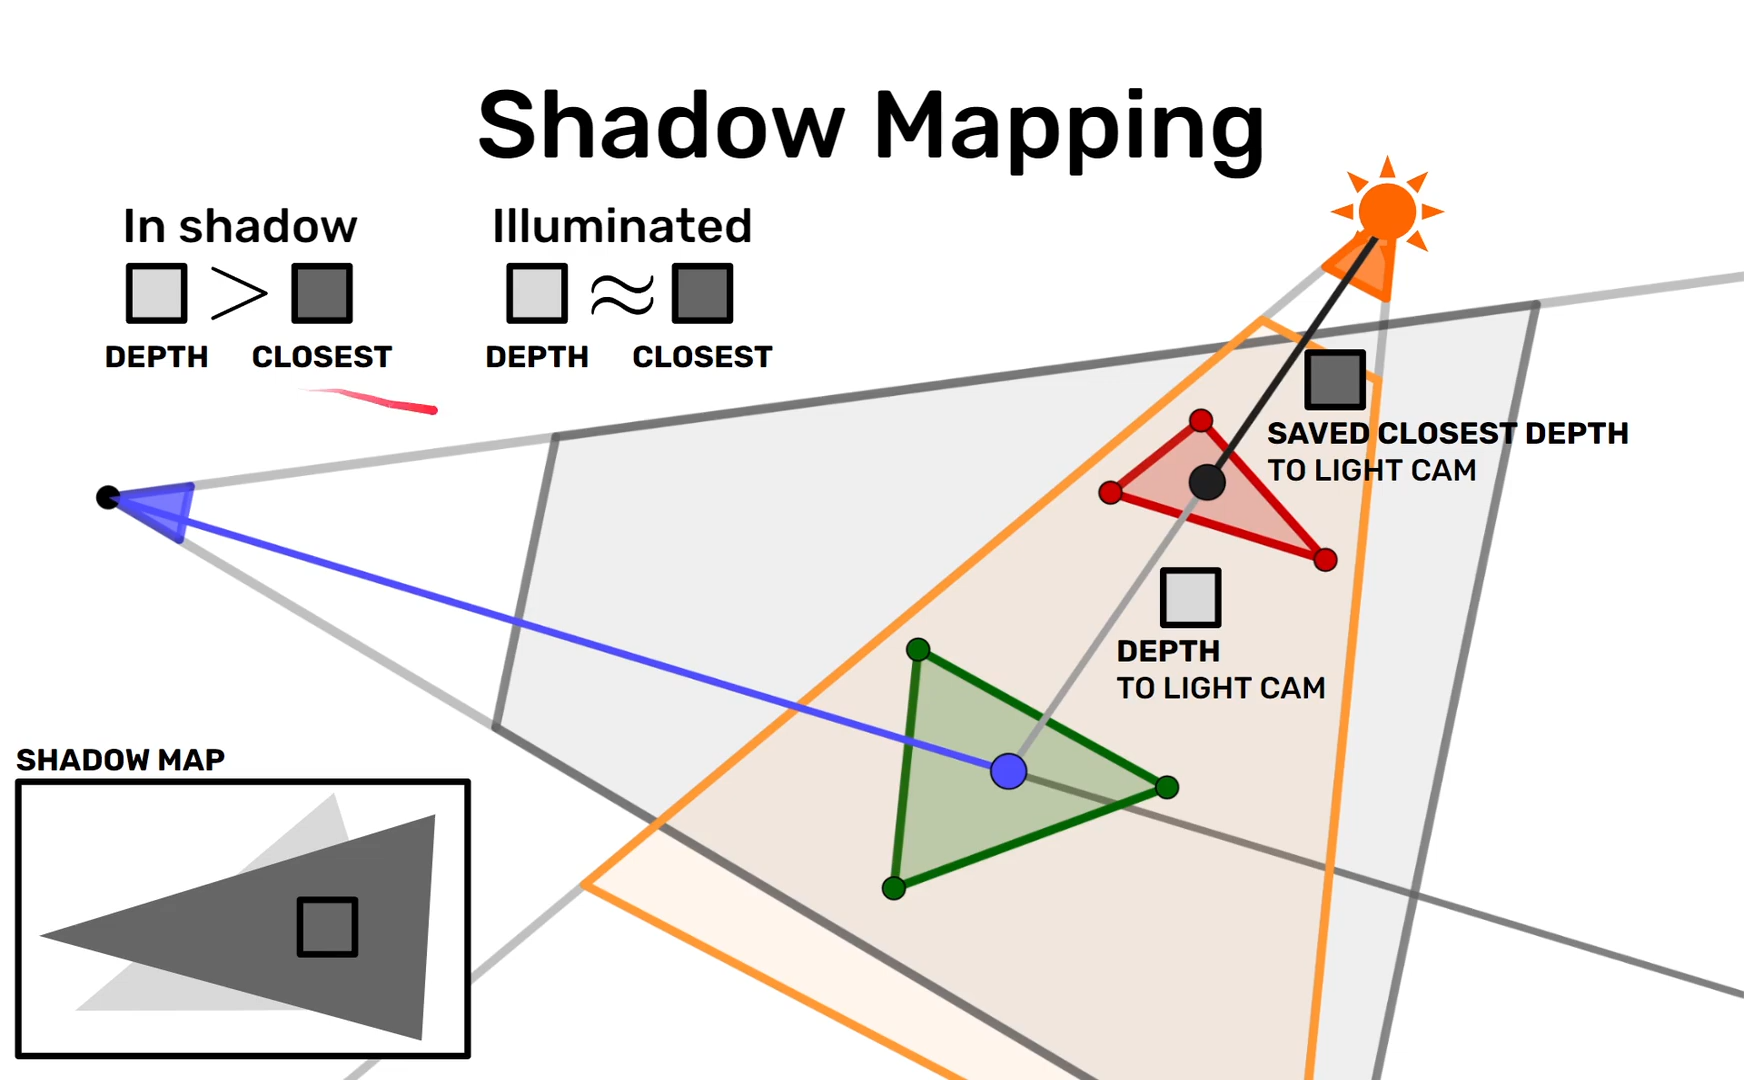 Shadow Mapping
In shadow
>
DEPTH CLOSEST
Illuminated
≈
DEPTH CLOSEST
SAVED CLOSEST DEPTH
TO LIGHT CAM
DEPTH
TO LIGHT CAM
SHADOW MAP